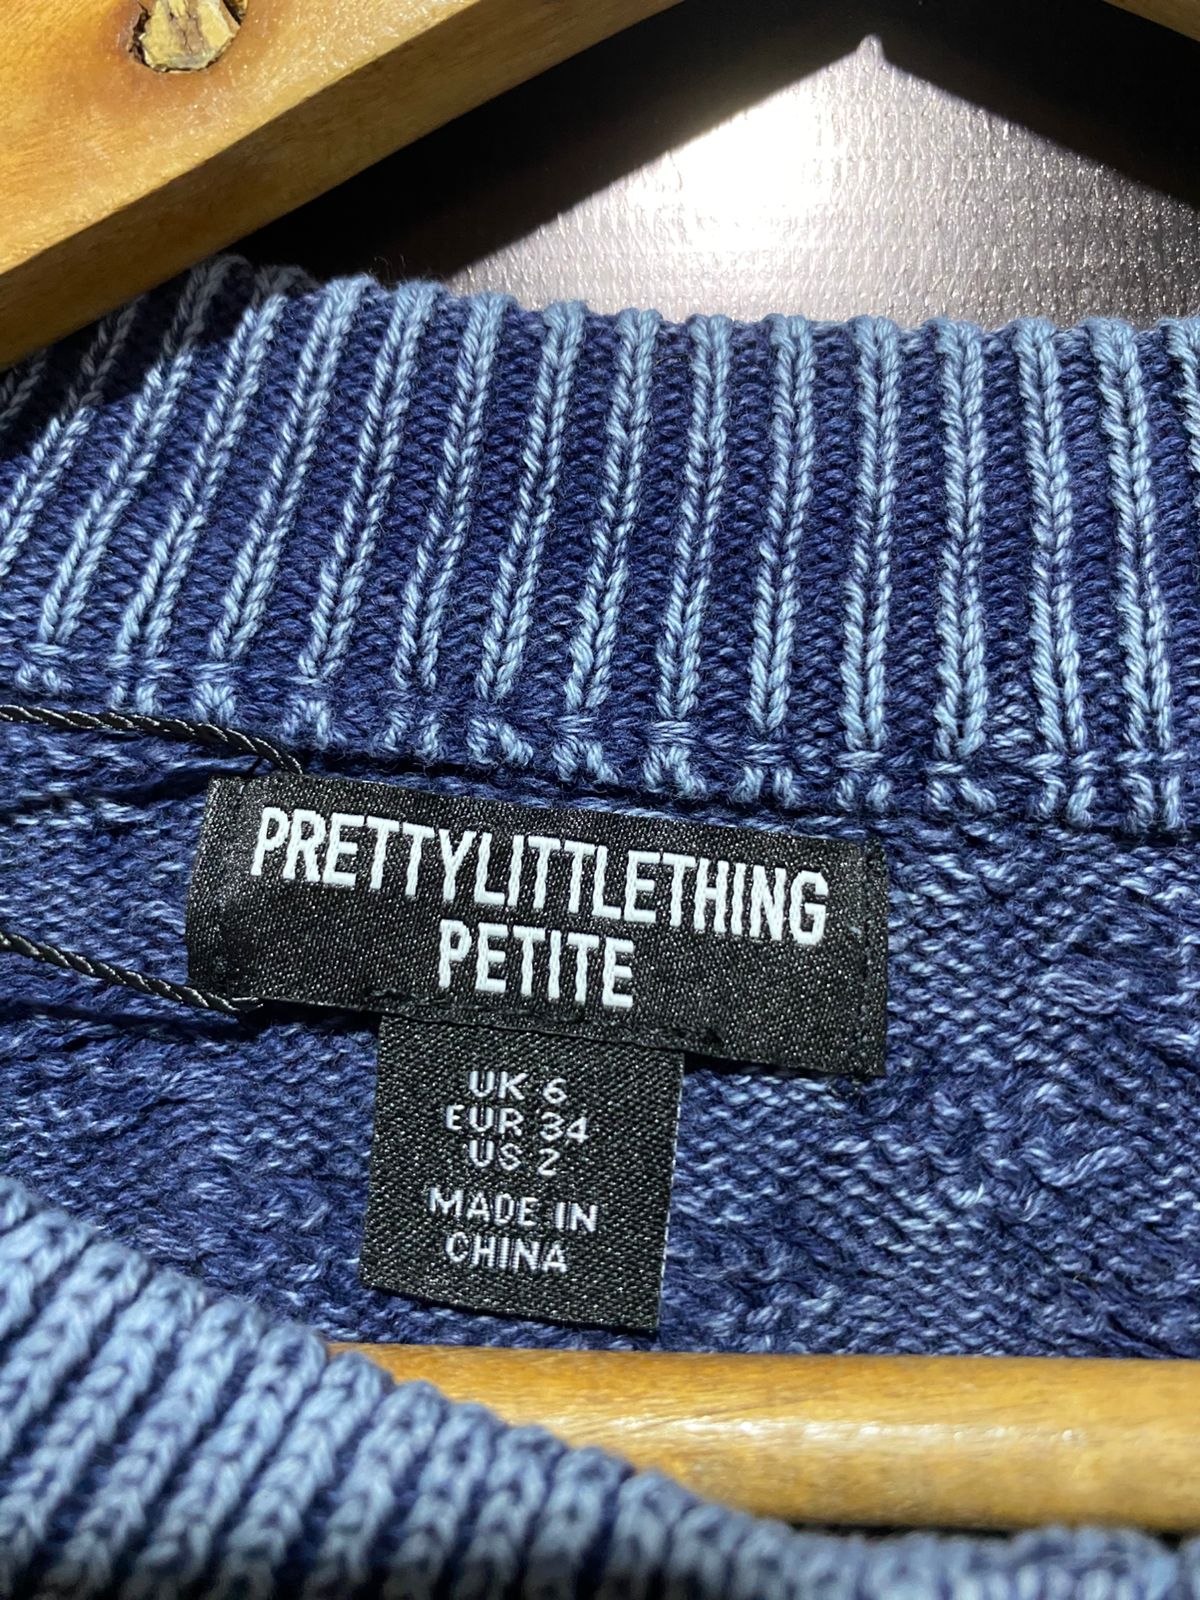 PRETTYLITTLETHING
PETITE
UK 6
EUR 34
US 2
MADE IN
CHINA